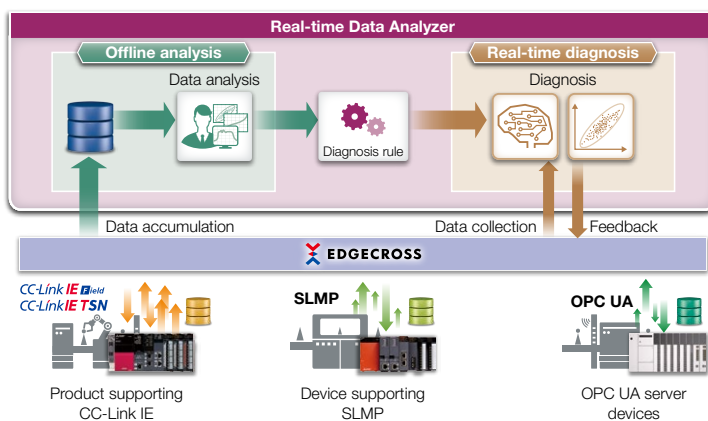 Real-time Data Analyzer
Offline analysis
Real-time diagnosis
Data analysis
Diagnosis
Diagnosis rule
Data accumulation
Data collection
Feedback
EDGECROSS
CC-Link IE Field
CC-Link IE TSN
SLMP
OPC UA
Product supporting
CC-Link IE
Device supporting
SLMP
OPC UA server
devices